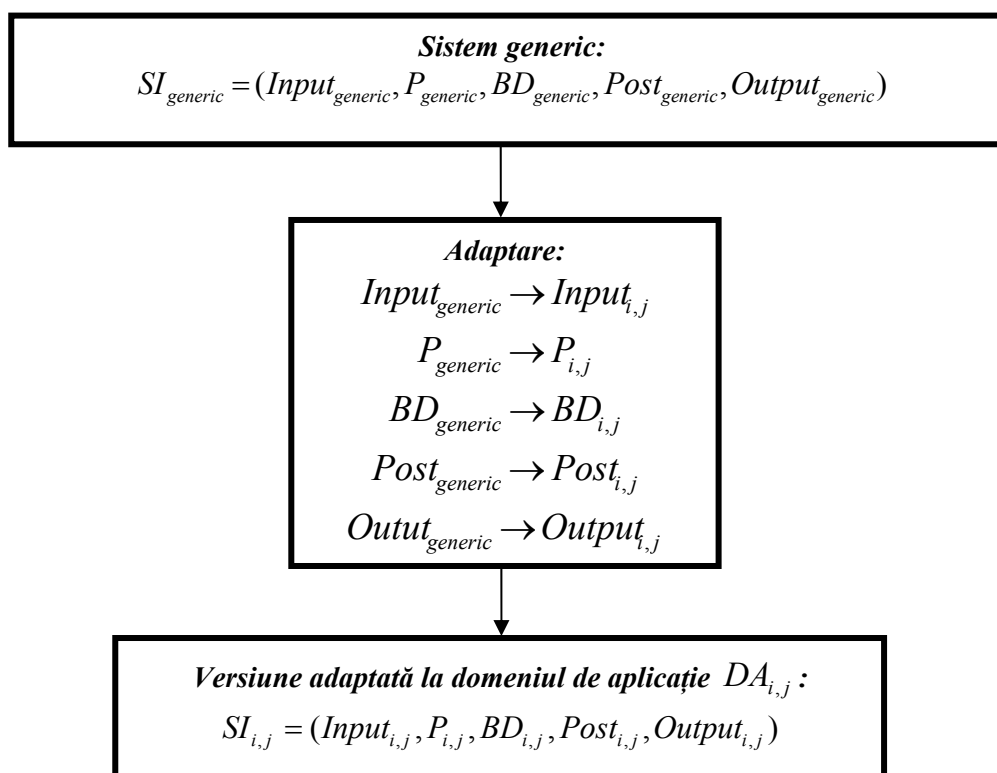 Sistem generic:
SI_generic = (Input_generic, P_generic, BD_generic, Post_generic, Output_generic)
Adaptare:
Input_generic → Input_i,j
P_generic → P_i,j
BD_generic → BD_i,j
Post_generic → Post_i,j
Outut_generic → Output_i,j
Versiune adaptată la domeniul de aplicație DA_i,j :
SI_i,j = (Input_i,j, P_i,j, BD_i,j, Post_i,j, Output_i,j)